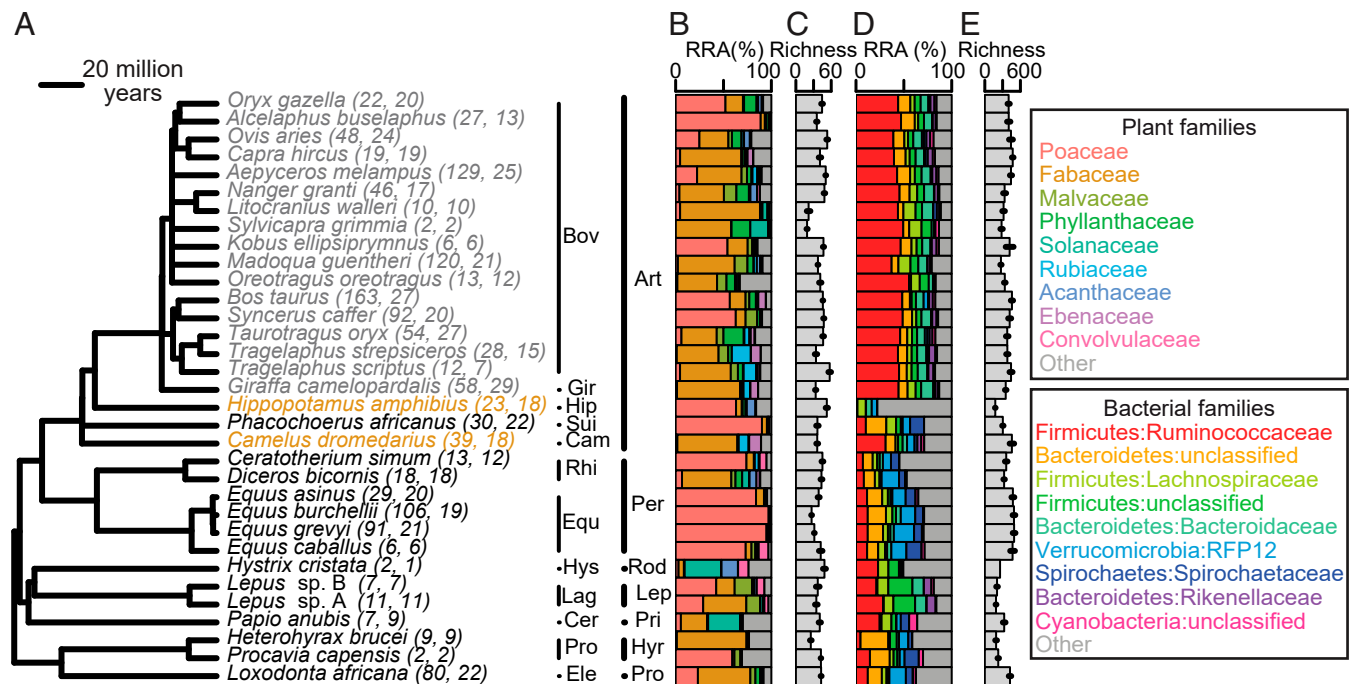 A
B
C
D
E
RRA(%)
Richness
RRA (%)
Richness
0
100
0
60
0
100
0
600
20 million
years
Oryx gazella (22, 20)
Alcelaphus buselaphus (27, 13)
Ovis aries (48, 24)
Capra hircus (19, 19)
Aepyceros melampus (129, 25)
Nanger granti (46, 17)
Litocranius walleri (10, 10)
Sylvicapra grimmia (2, 2)
Kobus ellipsiprymnus (6, 6)
Madoqua guentheri (120, 21)
Oreotragus oreotragus (13, 12)
Bos taurus (163, 27)
Syncerus caffer (92, 20)
Taurotragus oryx (54, 27)
Tragelaphus strepsiceros (28, 15)
Tragelaphus scriptus (12, 7)
Giraffa camelopardalis (58, 29)
Hippopotamus amphibius (23, 18)
Phacochoerus africanus (30, 22)
Camelus dromedarius (39, 18)
Ceratotherium simum (13, 12)
Diceros bicornis (18, 18)
Equus asinus (29, 20)
Equus burchellii (106, 19)
Equus grevyi (91, 21)
Equus caballus (6, 6)
Hystrix cristata (2, 1)
Lepus sp. B (7, 7)
Lepus sp. A (11, 11)
Papio anubis (7, 9)
Heterohyrax brucei (9, 9)
Procavia capensis (2, 2)
Loxodonta africana (80, 22)
Bov
Gir
Hip
Sui
Cam
Rhi
Equ
Hys
Lag
Cer
Pro
Ele
Art
Per
Rod
Lep
Pri
Hyr
Pro
Plant families
Poaceae
Fabaceae
Malvaceae
Phyllanthaceae
Solanaceae
Rubiaceae
Acanthaceae
Ebenaceae
Convolvulaceae
Other
Bacterial families
Firmicutes:Ruminococcaceae
Bacteroidetes:unclassified
Firmicutes:Lachnospiraceae
Firmicutes:unclassified
Bacteroidetes:Bacteroidaceae
Verrucomicrobia:RFP12
Spirochaetes:Spirochaetaceae
Bacteroidetes:Rikenellaceae
Cyanobacteria:unclassified
Other